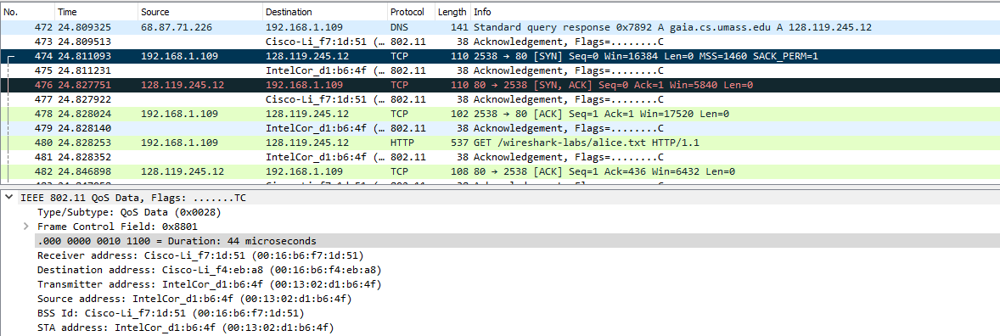 No. Time Source Destination Protocol Length Info
472 24.809325 68.87.71.226 192.168.1.109 DNS 141 Standard query response 0x7892 A gaia.cs.umass.edu A 128.119.245.12
473 24.809513 Cisco-Li_f7:1d:51 (… 802.11 38 Acknowledgement, Flags=........C
474 24.811093 192.168.1.109 128.119.245.12 TCP 110 2538 → 80 [SYN] Seq=0 Win=16384 Len=0 MSS=1460 SACK_PERM=1
475 24.811231 IntelCor_d1:b6:4f (… 802.11 38 Acknowledgement, Flags=........C
476 24.827751 128.119.245.12 192.168.1.109 TCP 110 80 → 2538 [SYN, ACK] Seq=0 Ack=1 Win=5840 Len=0
477 24.827922 Cisco-Li_f7:1d:51 (… 802.11 38 Acknowledgement, Flags=........C
478 24.828024 192.168.1.109 128.119.245.12 TCP 102 2538 → 80 [ACK] Seq=1 Ack=1 Win=17520 Len=0
479 24.828140 IntelCor_d1:b6:4f (… 802.11 38 Acknowledgement, Flags=........C
480 24.828253 192.168.1.109 128.119.245.12 HTTP 537 GET /wireshark-labs/alice.txt HTTP/1.1
481 24.828352 IntelCor_d1:b6:4f (… 802.11 38 Acknowledgement, Flags=........C
482 24.846898 128.119.245.12 192.168.1.109 TCP 108 80 → 2538 [ACK] Seq=1 Ack=436 Win=6432 Len=0
IEEE 802.11 QoS Data, Flags: .......TC
Type/Subtype: QoS Data (0x0028)
Frame Control Field: 0x8801
.000 0000 0010 1100 = Duration: 44 microseconds
Receiver address: Cisco-Li_f7:1d:51 (00:16:b6:f7:1d:51)
Destination address: Cisco-Li_f4:eb:a8 (00:16:b6:f4:eb:a8)
Transmitter address: IntelCor_d1:b6:4f (00:13:02:d1:b6:4f)
Source address: IntelCor_d1:b6:4f (00:13:02:d1:b6:4f)
BSS Id: Cisco-Li_f7:1d:51 (00:16:b6:f7:1d:51)
STA address: IntelCor_d1:b6:4f (00:13:02:d1:b6:4f)